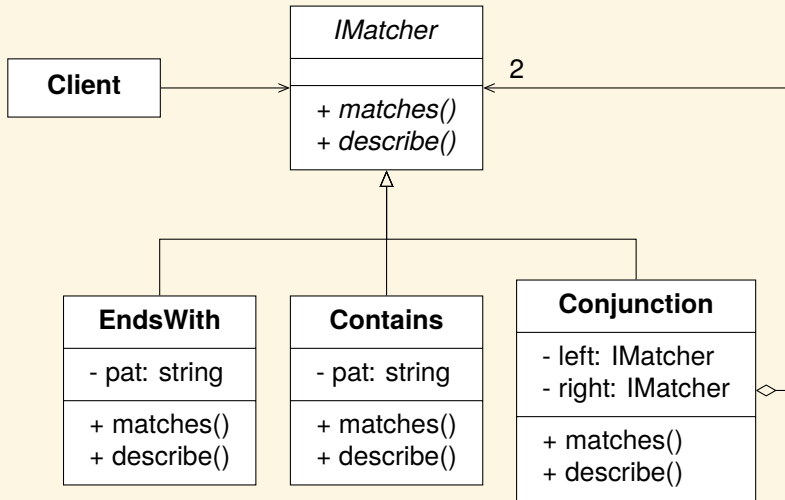 IMatcher
+ matches()
+ describe()
Client
2
EndsWith
- pat: string
+ matches()
+ describe()
Contains
- pat: string
+ matches()
+ describe()
Conjunction
- left: IMatcher
- right: IMatcher
+ matches()
+ describe()